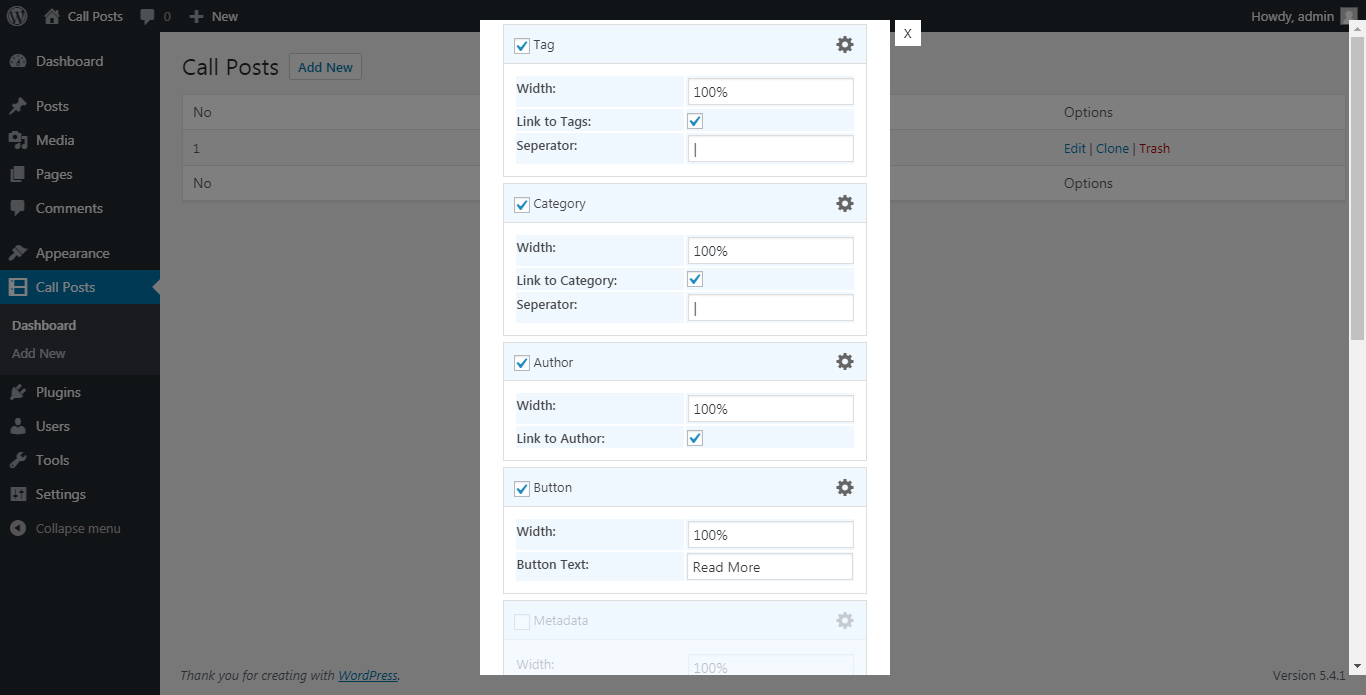 Call Posts 0 New Howdy, admin
X
Dashboard
Posts
Media
Pages
Comments
Appearance
Call Posts
Dashboard
Add New
Plugins
Users
Tools
Settings
Collapse menu
Call Posts Add New
No Options
1 Edit | Clone | Trash
No Options
Tag
Width: 100%
Link to Tags:
Seperator: |
Category
Width: 100%
Link to Category:
Seperator: |
Author
Width: 100%
Link to Author:
Button
Width: 100%
Button Text: Read More
Metadata
Width: 100%
Thank you for creating with WordPress. Version 5.4.1